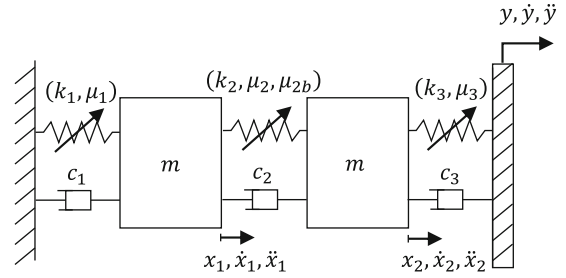 y, ẏ, ÿ
(k₁, μ₁)
(k₂, μ₂, μ₂b)
(k₃, μ₃)
m
m
c₁
c₂
c₃
x₁, ẋ₁, ẍ₁
x₂, ẋ₂, ẍ₂